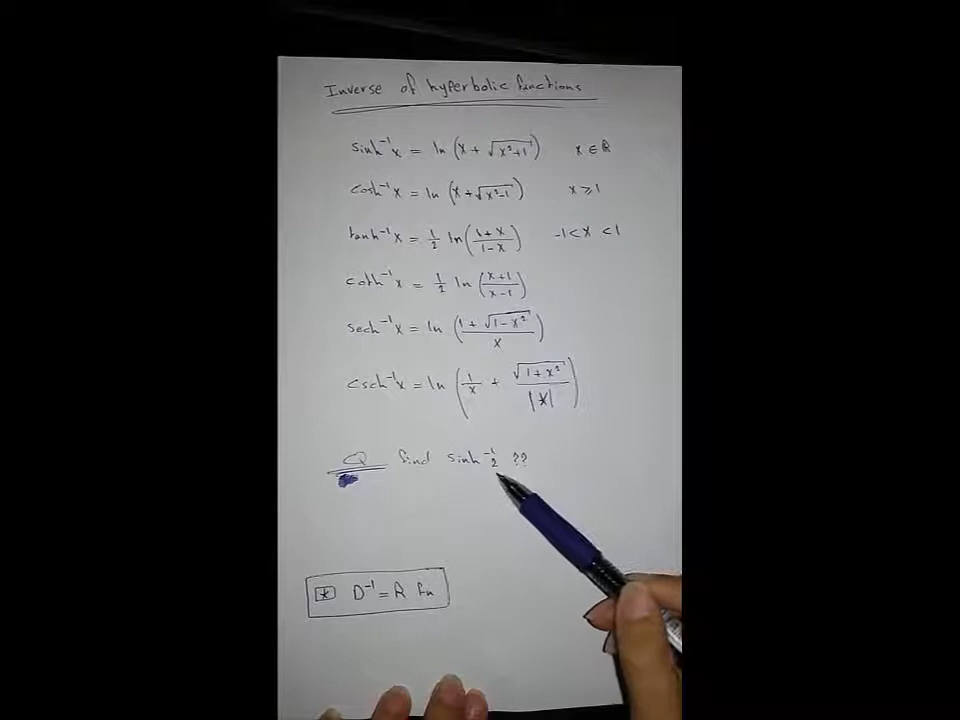 Inverse of hyperbolic functions
sinh⁻¹x = ln (x + √(x²+1)) x ∈ ℝ
cosh⁻¹x = ln (x + √(x²-1)) x ≥ 1
tanh⁻¹x = 1/2 ln((1+x)/(1-x)) -1 < x < 1
coth⁻¹x = 1/2 ln ((x+1)/(x-1))
sech⁻¹x = ln ((1 + √(1-x²))/x)
csch⁻¹x = ln (1/x + √(1+x²)/|x|)
Q find sinh⁻¹2 ??
* D⁻¹ = R fn